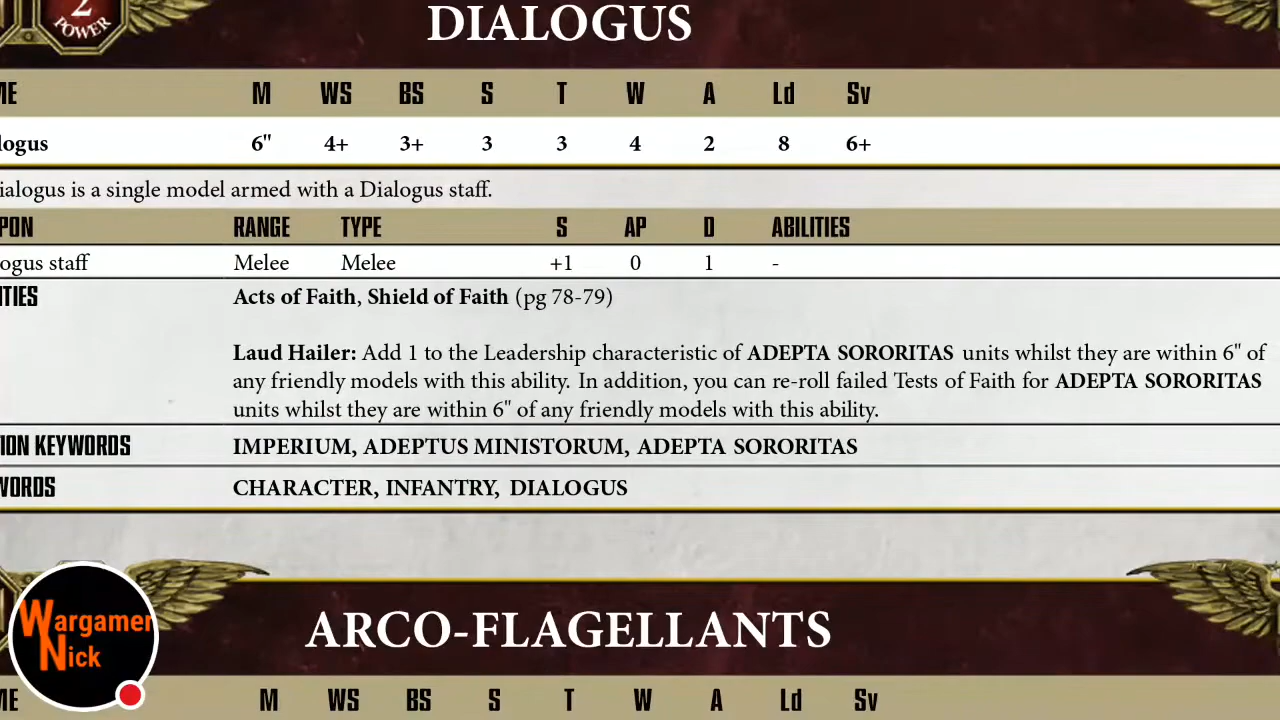 2
POWER
DIALOGUS
ME M WS BS S T W A Ld Sv
logus 6" 4+ 3+ 3 3 4 2 8 6+
ialogus is a single model armed with a Dialogus staff.
PON RANGE TYPE S AP D ABILITIES
ogus staff Melee Melee +1 0 1 -
ITIES Acts of Faith, Shield of Faith (pg 78-79)
Laud Hailer: Add 1 to the Leadership characteristic of ADEPTA SORORITAS units whilst they are within 6" of
any friendly models with this ability. In addition, you can re-roll failed Tests of Faith for ADEPTA SORORITAS
units whilst they are within 6" of any friendly models with this ability.
ION KEYWORDS IMPERIUM, ADEPTUS MINISTORUM, ADEPTA SORORITAS
WORDS CHARACTER, INFANTRY, DIALOGUS
Wargamer
Nick
ARCO-FLAGELLANTS
ME M WS BS S T W A Ld Sv